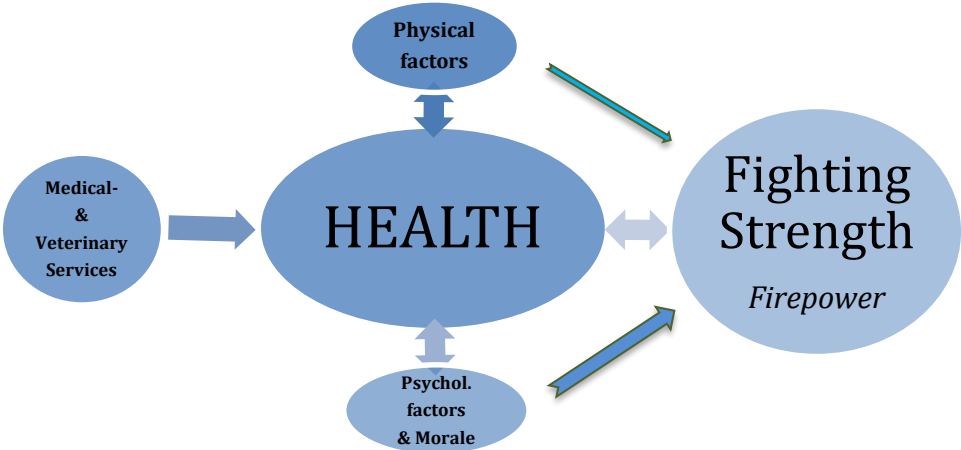 Physical
factors
Medical-
&
Veterinary
Services
HEALTH
Fighting
Strength
Firepower
Psychol.
factors
& Morale